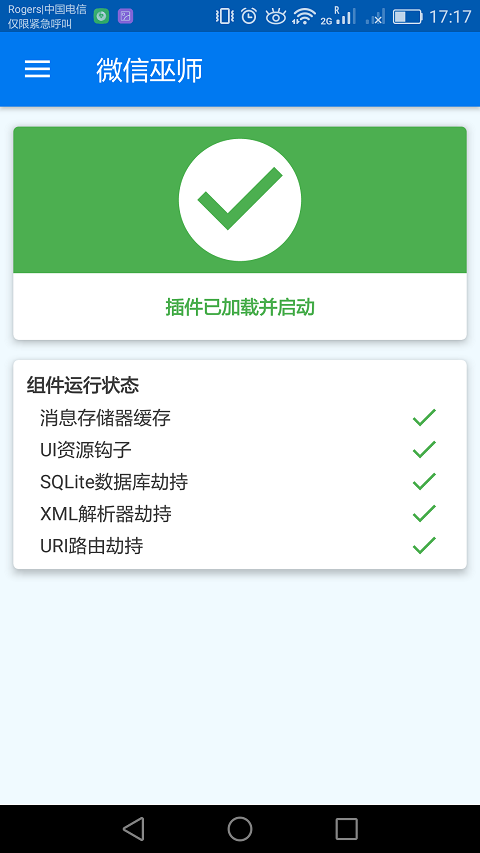 Rogers|中国电信
仅限紧急呼叫
2G
R
17:17
微信巫师
插件已加载并启动
组件运行状态
消息存储器缓存
UI资源钩子
SQLite数据库劫持
XML解析器劫持
URI路由劫持